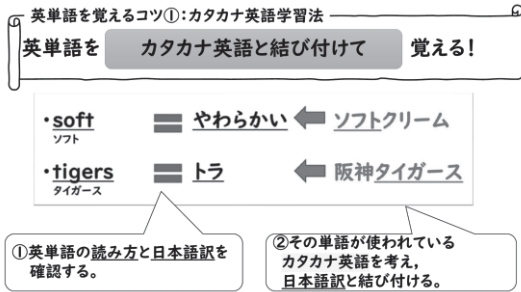 英単語を覚えるコツ①:カタカナ英語学習法
英単語を カタカナ英語と結び付けて 覚える!
・soft = やわらかい ← ソフトクリーム
ソフト
・tigers = トラ ← 阪神タイガース
タイガース
①英単語の読み方と日本語訳を
確認する。
②その単語が使われている
カタカナ英語を考え,
日本語訳と結び付ける。